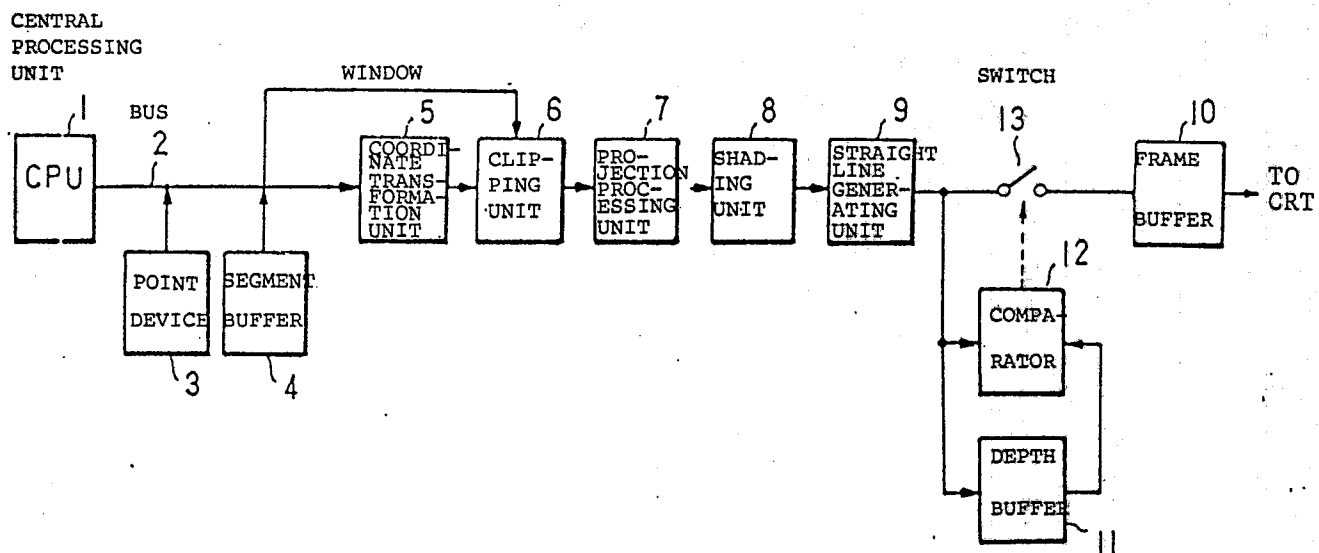 CENTRAL
PROCESSING
UNIT
1
CPU
BUS
2
WINDOW
POINT
DEVICE
3
SEGMENT
BUFFER
4
5
COORDI-
NATE
TRANS-
FORMA-
TION
UNIT
6
CLIP-
PING
UNIT
7
PRO-
JECTION
PROC-
ESSING
UNIT
8
SHAD-
ING
UNIT
9
STRAIGHT
LINE
GENER-
ATING
UNIT
SWITCH
13
10
FRAME
BUFFER
TO
CRT
12
COMPA-
RATOR
DEPTH
BUFFER
11